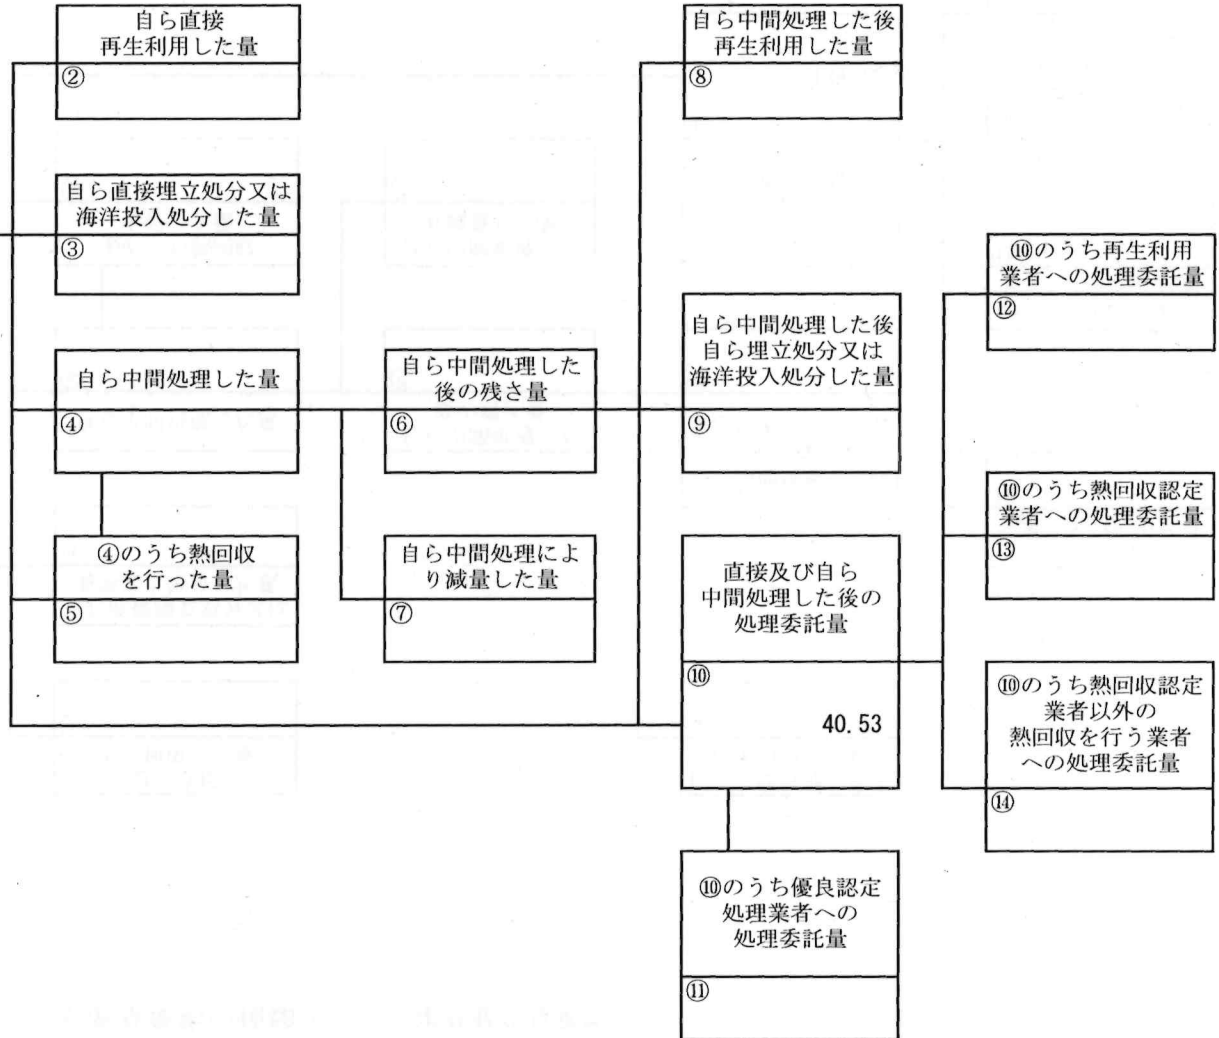 自ら直接
再生利用した量
②
自ら直接埋立処分又は
海洋投入処分した量
③
自ら中間処理した量
④
④のうち熱回収
を行った量
⑤
自ら中間処理した
後の残さ量
⑥
自ら中間処理によ
り減量した量
⑦
自ら中間処理した後
再生利用した量
⑧
自ら中間処理した後
自ら埋立処分又は
海洋投入処分した量
⑨
直接及び自ら
中間処理した後の
処理委託量
⑩
40.53
⑩のうち優良認定
処理業者への
処理委託量
⑪
⑩のうち再生利用
業者への処理委託量
⑫
⑩のうち熱回収認定
業者への処理委託量
⑬
⑩のうち熱回収認定
業者以外の
熱回収を行う業者
への処理委託量
⑭